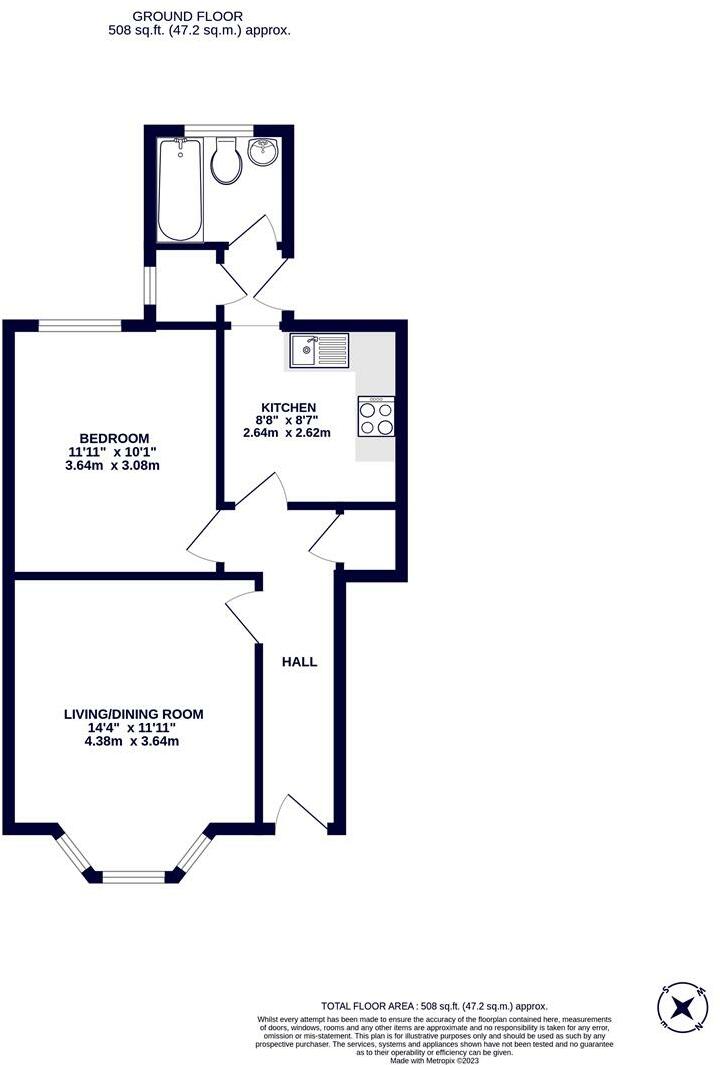 GROUND FLOOR
508 sq.ft. (47.2 sq.m.) approx.
KITCHEN
8'8" x 8'7"
2.64m x 2.62m
BEDROOM
11'11" x 10'1"
3.64m x 3.08m
HALL
LIVING/DINING ROOM
14'4" x 11'11"
4.38m x 3.64m
TOTAL FLOOR AREA : 508 sq.ft. (47.2 sq.m.) approx.
Whilst every attempt has been made to ensure the accuracy of the floorplan contained here, measurements
of doors, windows, rooms and any other items are approximate and no responsibility is taken for any error,
omission or mis-statement. This plan is for illustrative purposes only and should be used as such by any
prospective purchaser. The services, systems and appliances shown have not been tested and no guarantee
as to their operability or efficiency can be given.
Made with Metropix ©2023
S
W
E
N